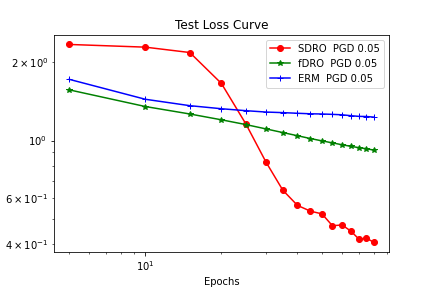 Test Loss Curve
SDRO PGD 0.05
fDRO PGD 0.05
ERM PGD 0.05
2 × 10⁰
10⁰
6 × 10⁻¹
4 × 10⁻¹
10¹
Epochs